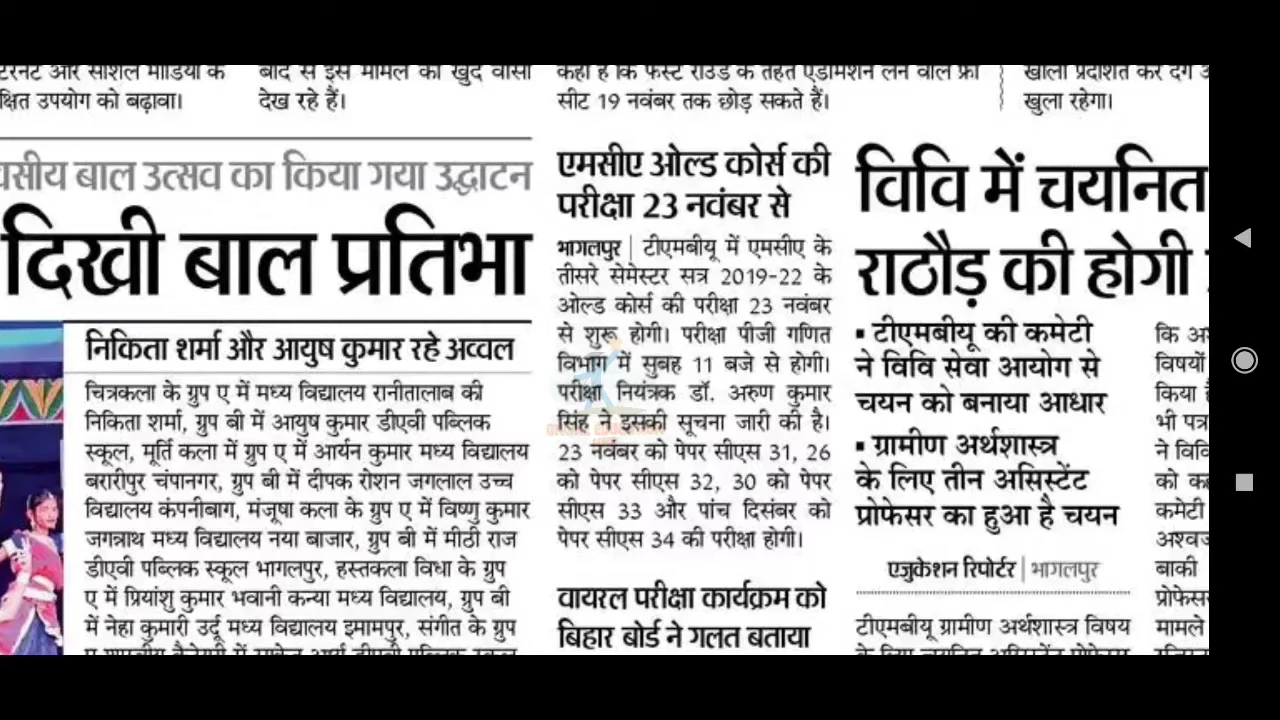 क्षित उपयोग को बढ़ावा।
देख रहे हैं।
बाल उत्सव का किया गया उद्घाटन
दिखी बाल प्रतिभा
निकिता शर्मा और आयुष कुमार रहे अव्वल
चित्रकला के ग्रुप ए में मध्य विद्यालय रानीतालाब की
निकिता शर्मा, ग्रुप बी में आयुष कुमार डीएवी पब्लिक
स्कूल, मूर्ति कला में ग्रुप ए में आर्यन कुमार मध्य विद्यालय
बरारीपुर चंपानगर, ग्रुप बी में दीपक रोशन जगलाल उच्च
विद्यालय कंपनीबाग, मंजूषा कला के ग्रुप ए में विष्णु कुमार
जगन्नाथ मध्य विद्यालय नया बाजार, ग्रुप बी में मीठी राज
डीएवी पब्लिक स्कूल भागलपुर, हस्तकला विधा के ग्रुप
ए में प्रियांशु कुमार भवानी कन्या मध्य विद्यालय, ग्रुप बी
में नेहा कुमारी उर्दू मध्य विद्यालय इमामपुर, संगीत के ग्रुप
कहा है कि फर्स्ट राउंड के तहत एडमिशन लेने वाले फ्री
सीट 19 नवंबर तक छोड़ सकते हैं।
एमसीए ओल्ड कोर्स की
परीक्षा 23 नवंबर से
भागलपुर | टीएमबीयू में एमसीए के
तीसरे सेमेस्टर सत्र 2019-22 के
ओल्ड कोर्स की परीक्षा 23 नवंबर
से शुरू होगी। परीक्षा पीजी गणित
विभाग में सुबह 11 बजे से होगी।
परीक्षा नियंत्रक डॉ. अरुण कुमार
सिंह ने इसकी सूचना जारी की है।
23 नवंबर को पेपर सीएस 31, 26
को पेपर सीएस 32, 30 को पेपर
सीएस 33 और पांच दिसंबर को
पेपर सीएस 34 की परीक्षा होगी।
वायरल परीक्षा कार्यक्रम को
बिहार बोर्ड ने गलत बताया
खुला रहेगा।
विवि में चयनित
राठौड़ की होगी
▪ टीएमबीयू की कमेटी
ने विवि सेवा आयोग से
चयन को बनाया आधार
▪ ग्रामीण अर्थशास्त्र
के लिए तीन असिस्टेंट
प्रोफेसर का हुआ है चयन
एजुकेशन रिपोर्टर | भागलपुर
टीएमबीयू ग्रामीण अर्थशास्त्र विषय
कि
विषयों
किया
भी
ने
को
कमेटी
बाकी
मामले